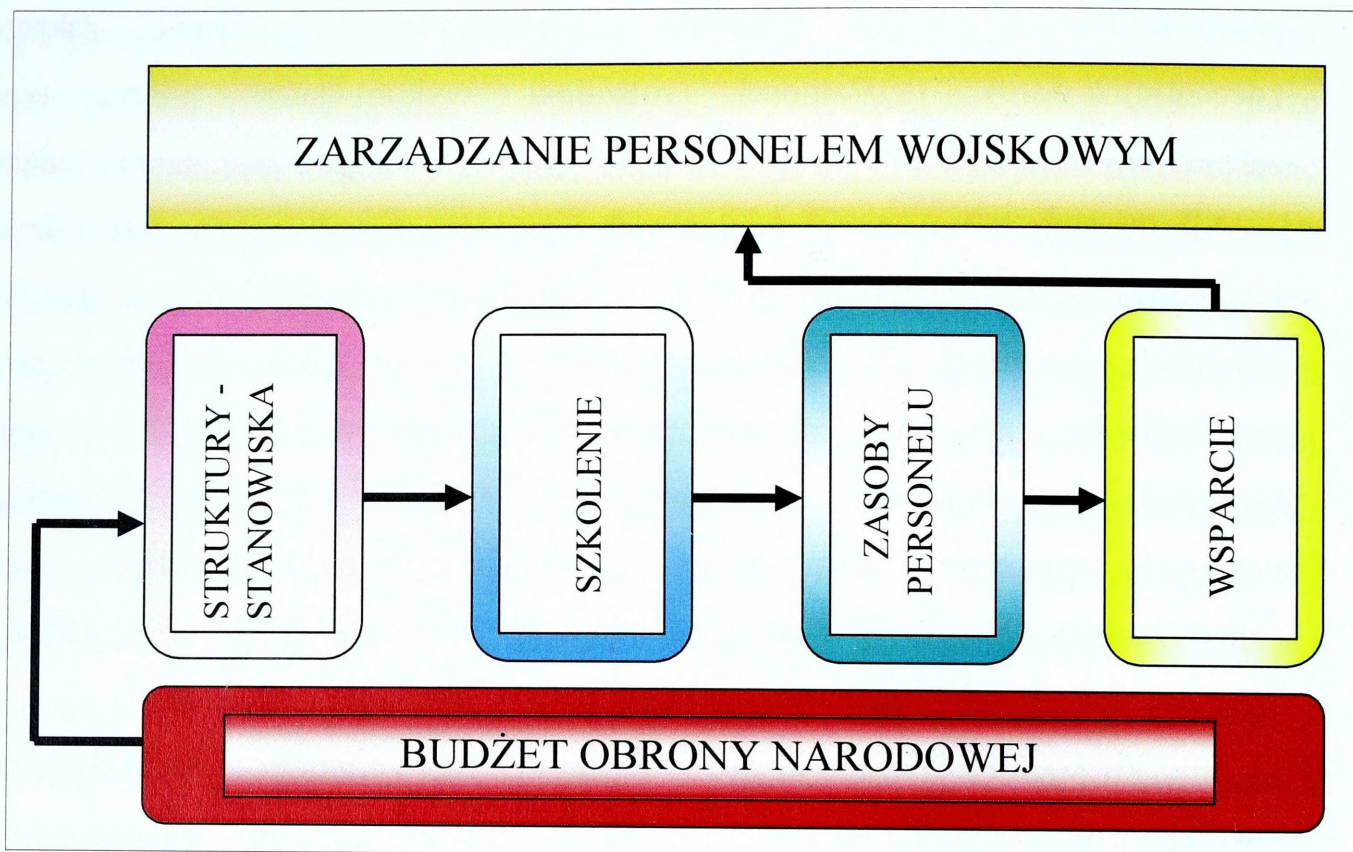 ZARZĄDZANIE PERSONELEM WOJSKOWYM
STRUKTURY -
STANOWISKA
SZKOLENIE
ZASOBY
PERSONELU
WSPARCIE
BUDŻET OBRONY NARODOWEJ